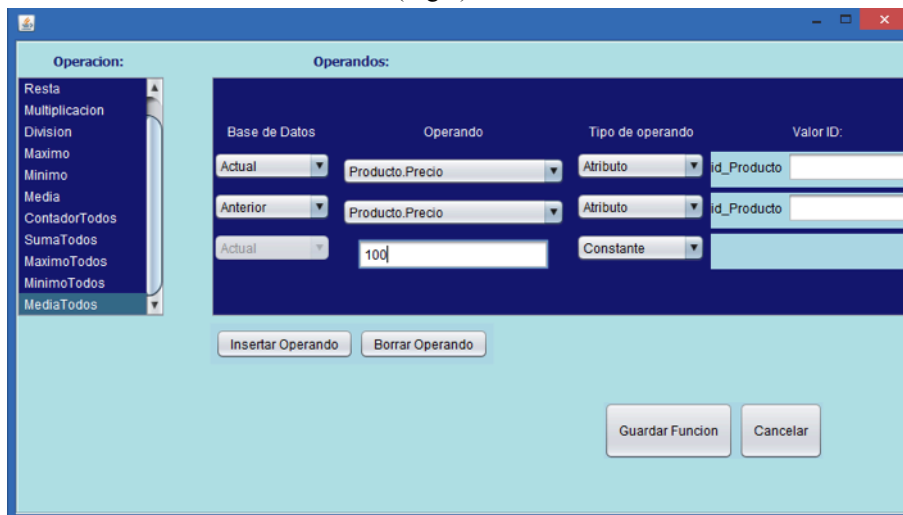 Operacion: Operandos:
Resta
Multiplicacion
Division
Maximo
Minimo
Media
ContadorTodos
SumaTodos
MaximoTodos
MinimoTodos
MediaTodos
Base de Datos Operando Tipo de operando Valor ID:
Actual Producto.Precio Atributo id_Producto
Anterior Producto.Precio Atributo id_Producto
Actual 100 Constante
Insertar Operando Borrar Operando
Guardar Funcion Cancelar